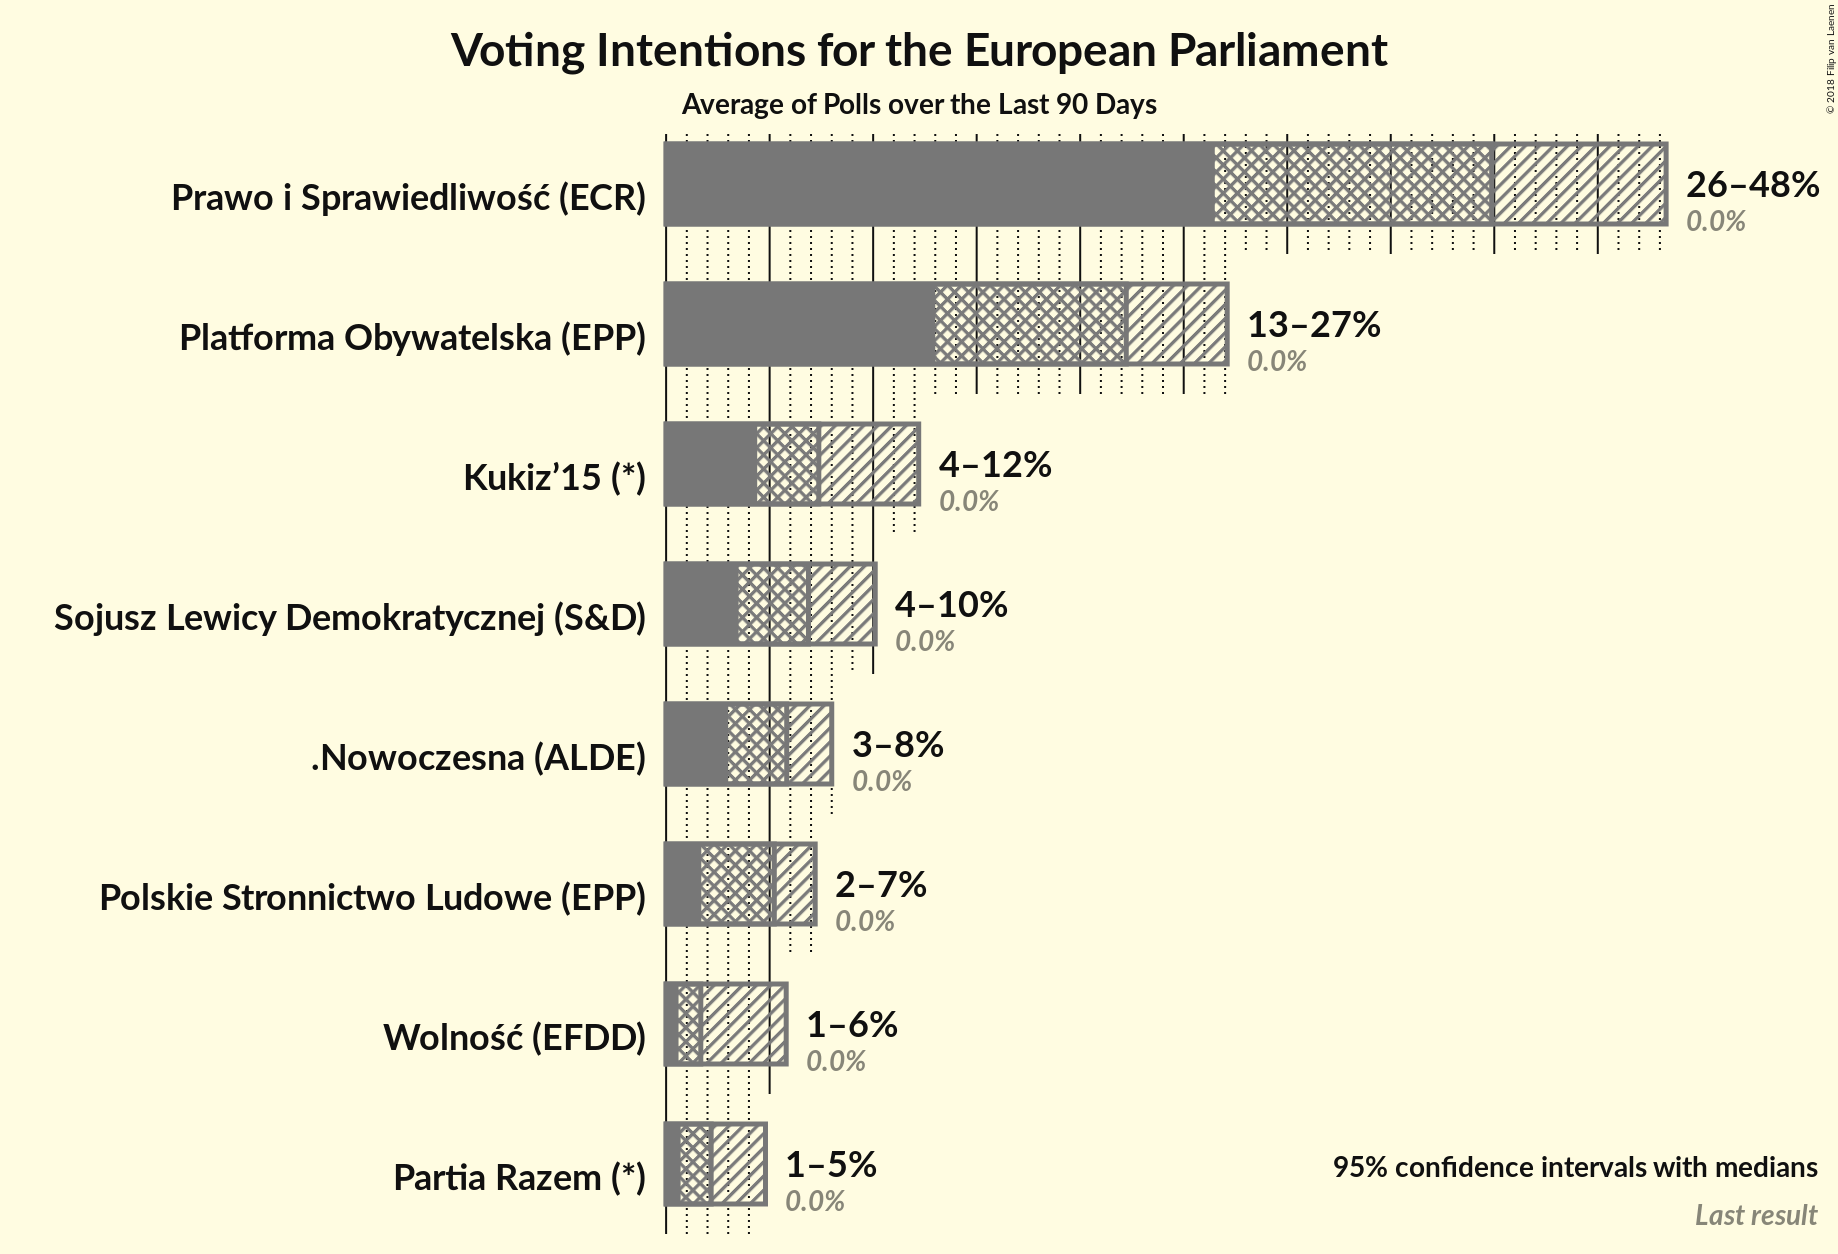 Voting Intentions for the European Parliament
Average of Polls over the Last 90 Days
© 2018 Filip van Laenen
Prawo i Sprawiedliwość (ECR)
26–48%
0.0%
Platforma Obywatelska (EPP)
13–27%
0.0%
Kukiz’15 (*)
4–12%
0.0%
Sojusz Lewicy Demokratycznej (S&D)
4–10%
0.0%
.Nowoczesna (ALDE)
3–8%
0.0%
Polskie Stronnictwo Ludowe (EPP)
2–7%
0.0%
Wolność (EFDD)
1–6%
0.0%
Partia Razem (*)
1–5%
0.0%
95% confidence intervals with medians
Last result